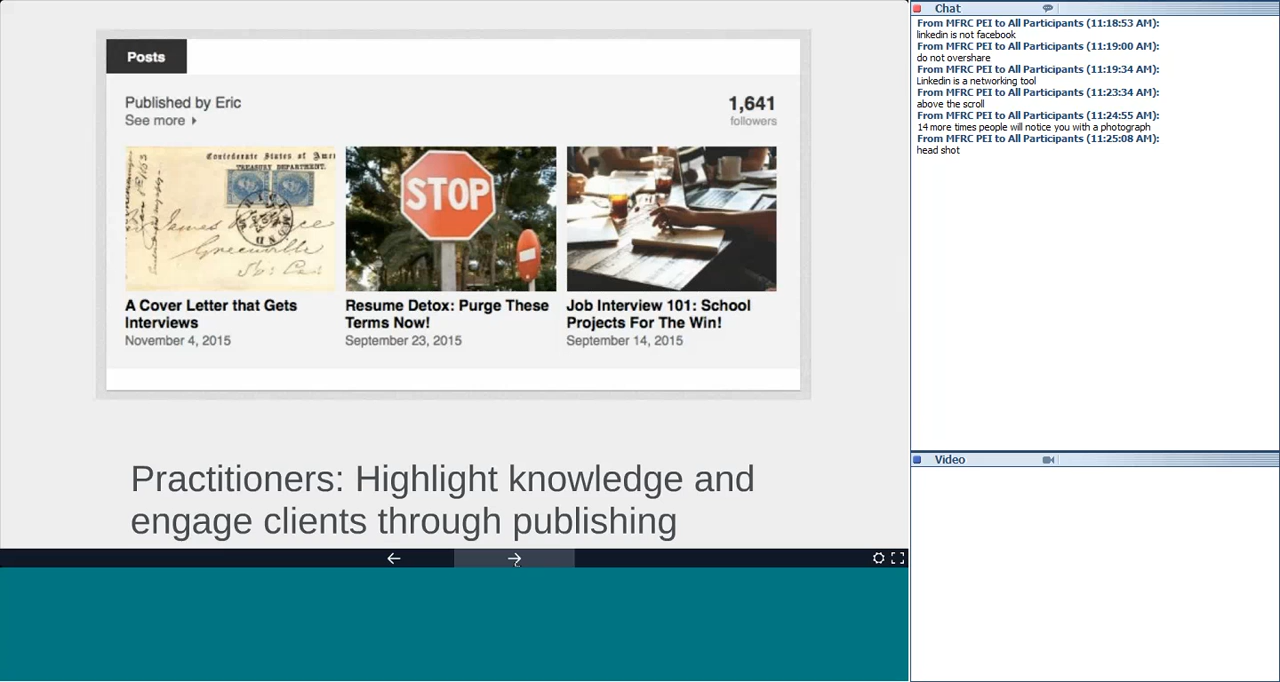 Posts
Published by Eric
See more
1,641
followers
Confederate States of Amer
TREASURY DEPARTMENT.
STOP
A Cover Letter that Gets
Interviews
November 4, 2015
Resume Detox: Purge These
Terms Now!
September 23, 2015
Job Interview 101: School
Projects For The Win!
September 14, 2015
Practitioners: Highlight knowledge and
engage clients through publishing
Chat
From MFRC PEI to All Participants (11:18:53 AM):
linkedin is not facebook
From MFRC PEI to All Participants (11:19:00 AM):
do not overshare
From MFRC PEI to All Participants (11:19:34 AM):
Linkedin is a networking tool
From MFRC PEI to All Participants (11:23:34 AM):
above the scroll
From MFRC PEI to All Participants (11:24:55 AM):
14 more times people will notice you with a photograph
From MFRC PEI to All Participants (11:25:08 AM):
head shot
Video